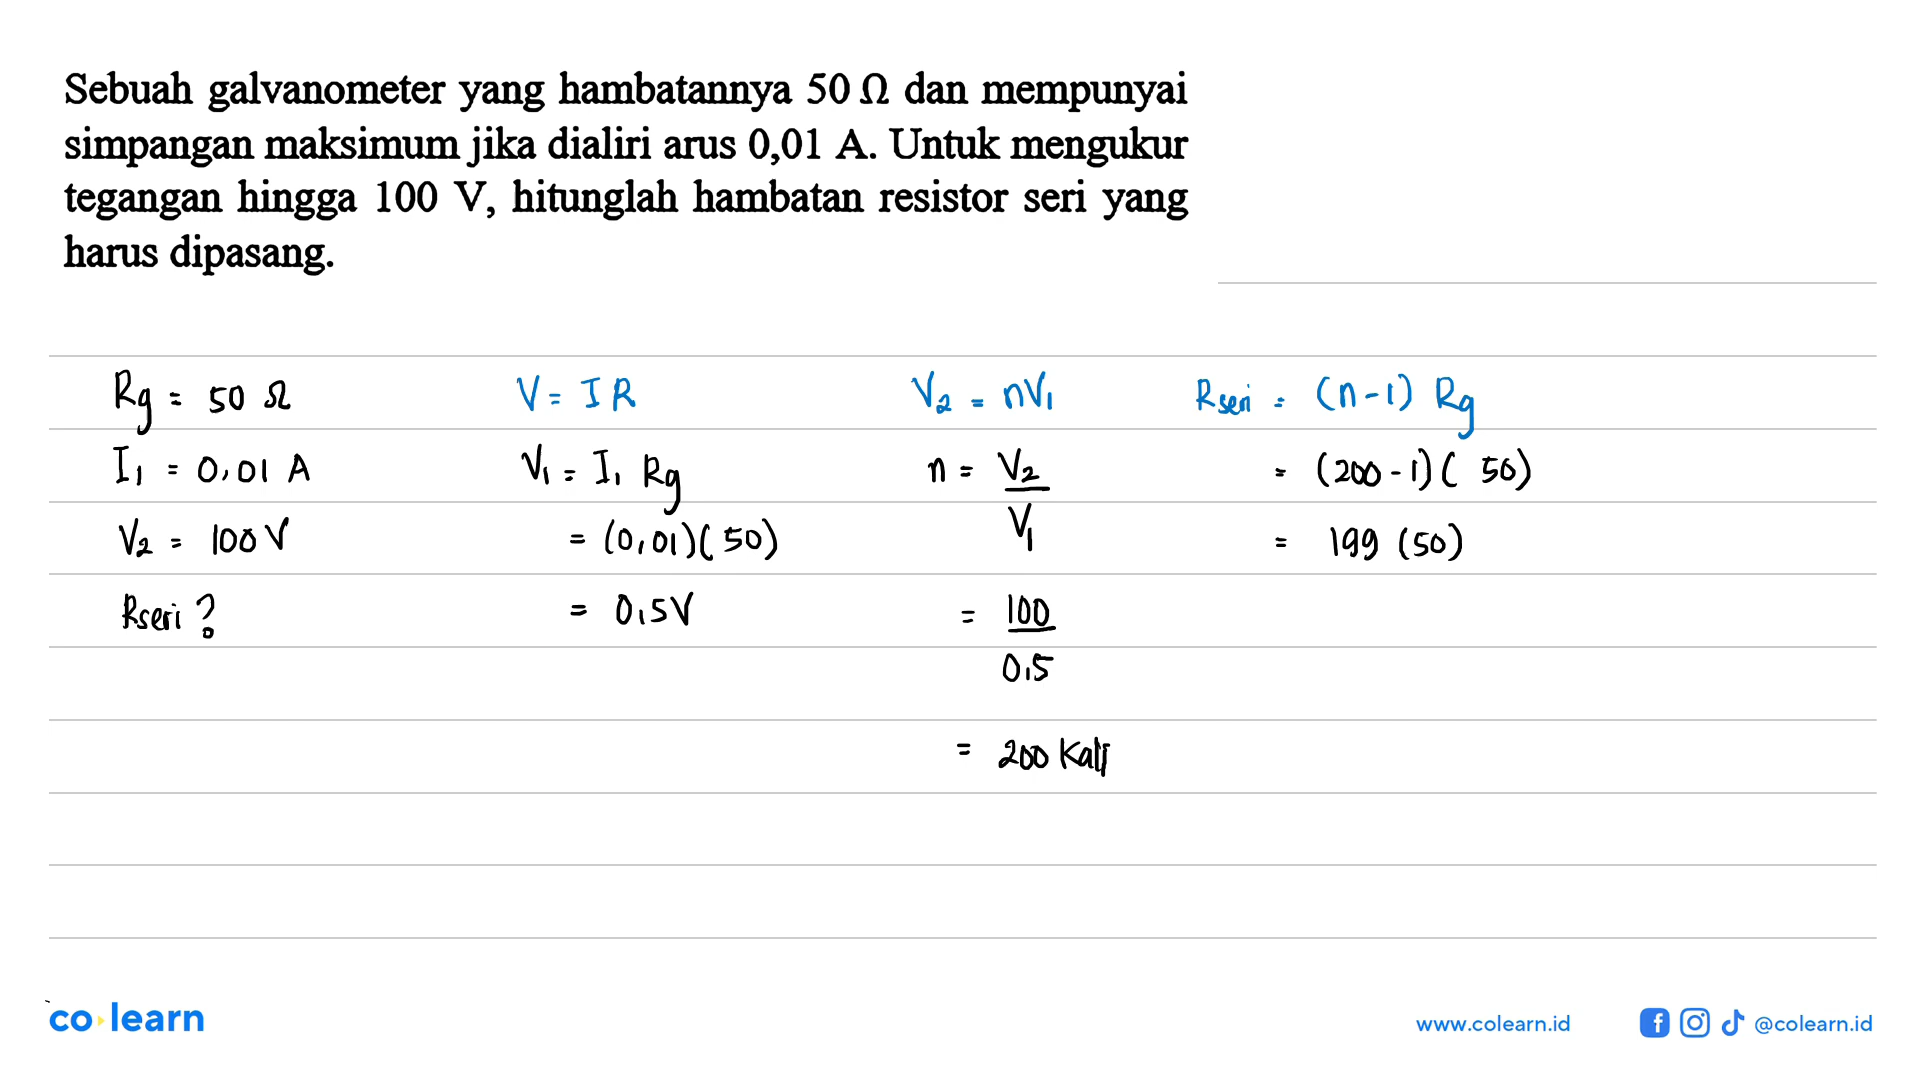 Sebuah galvanometer yang hambatannya 50 Ω dan mempunyai
simpangan maksimum jika dialiri arus 0,01 A. Untuk mengukur
tegangan hingga 100 V, hitunglah hambatan resistor seri yang
harus dipasang.
Rg = 50 Ω
I₁ = 0,01 A
V₂ = 100 V
Rseri ?
V = I R
V₁ = I₁ Rg
= (0,01)(50)
= 0,5 V
V₂ = nV₁
n = V₂
V₁
= 100
0,5
= 200 Kali
Rseri = (n-1) Rg
= (200-1)(50)
= 199 (50)
co learn
www.colearn.id
@colearn.id